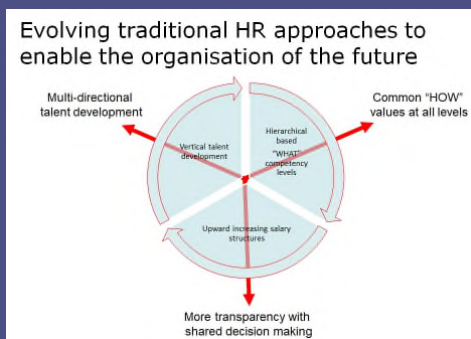 Evolving traditional HR approaches to
enable the organisation of the future
Multi-directional
talent development
Common “HOW”
values at all levels
Vertical talent
development
Hierarchical
based
“WHAT”
competency
levels
Upward increasing salary
structures
More transparency with
shared decision making